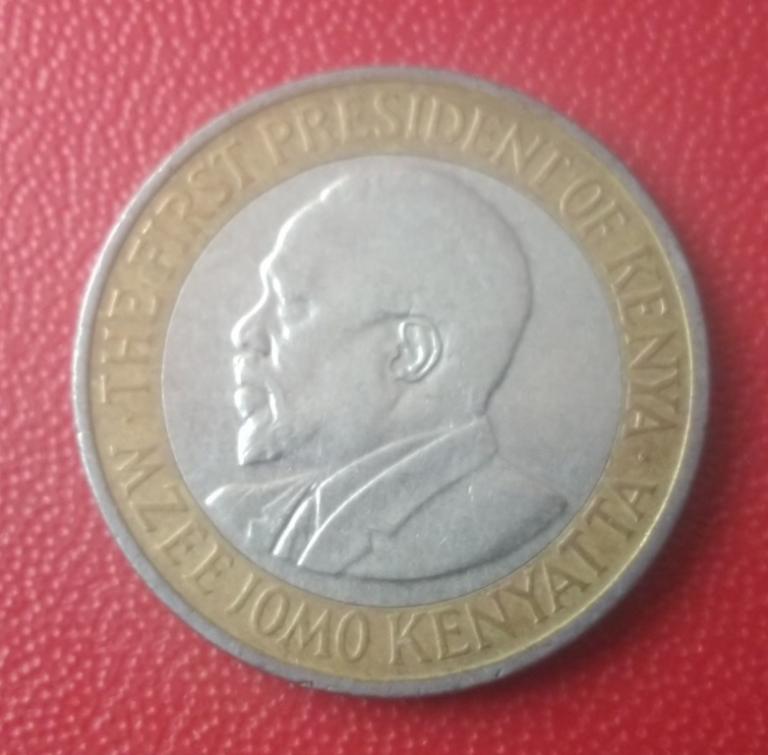 THE FIRST PRESIDENT OF KENYA
MZEE JOMO KENYATTA